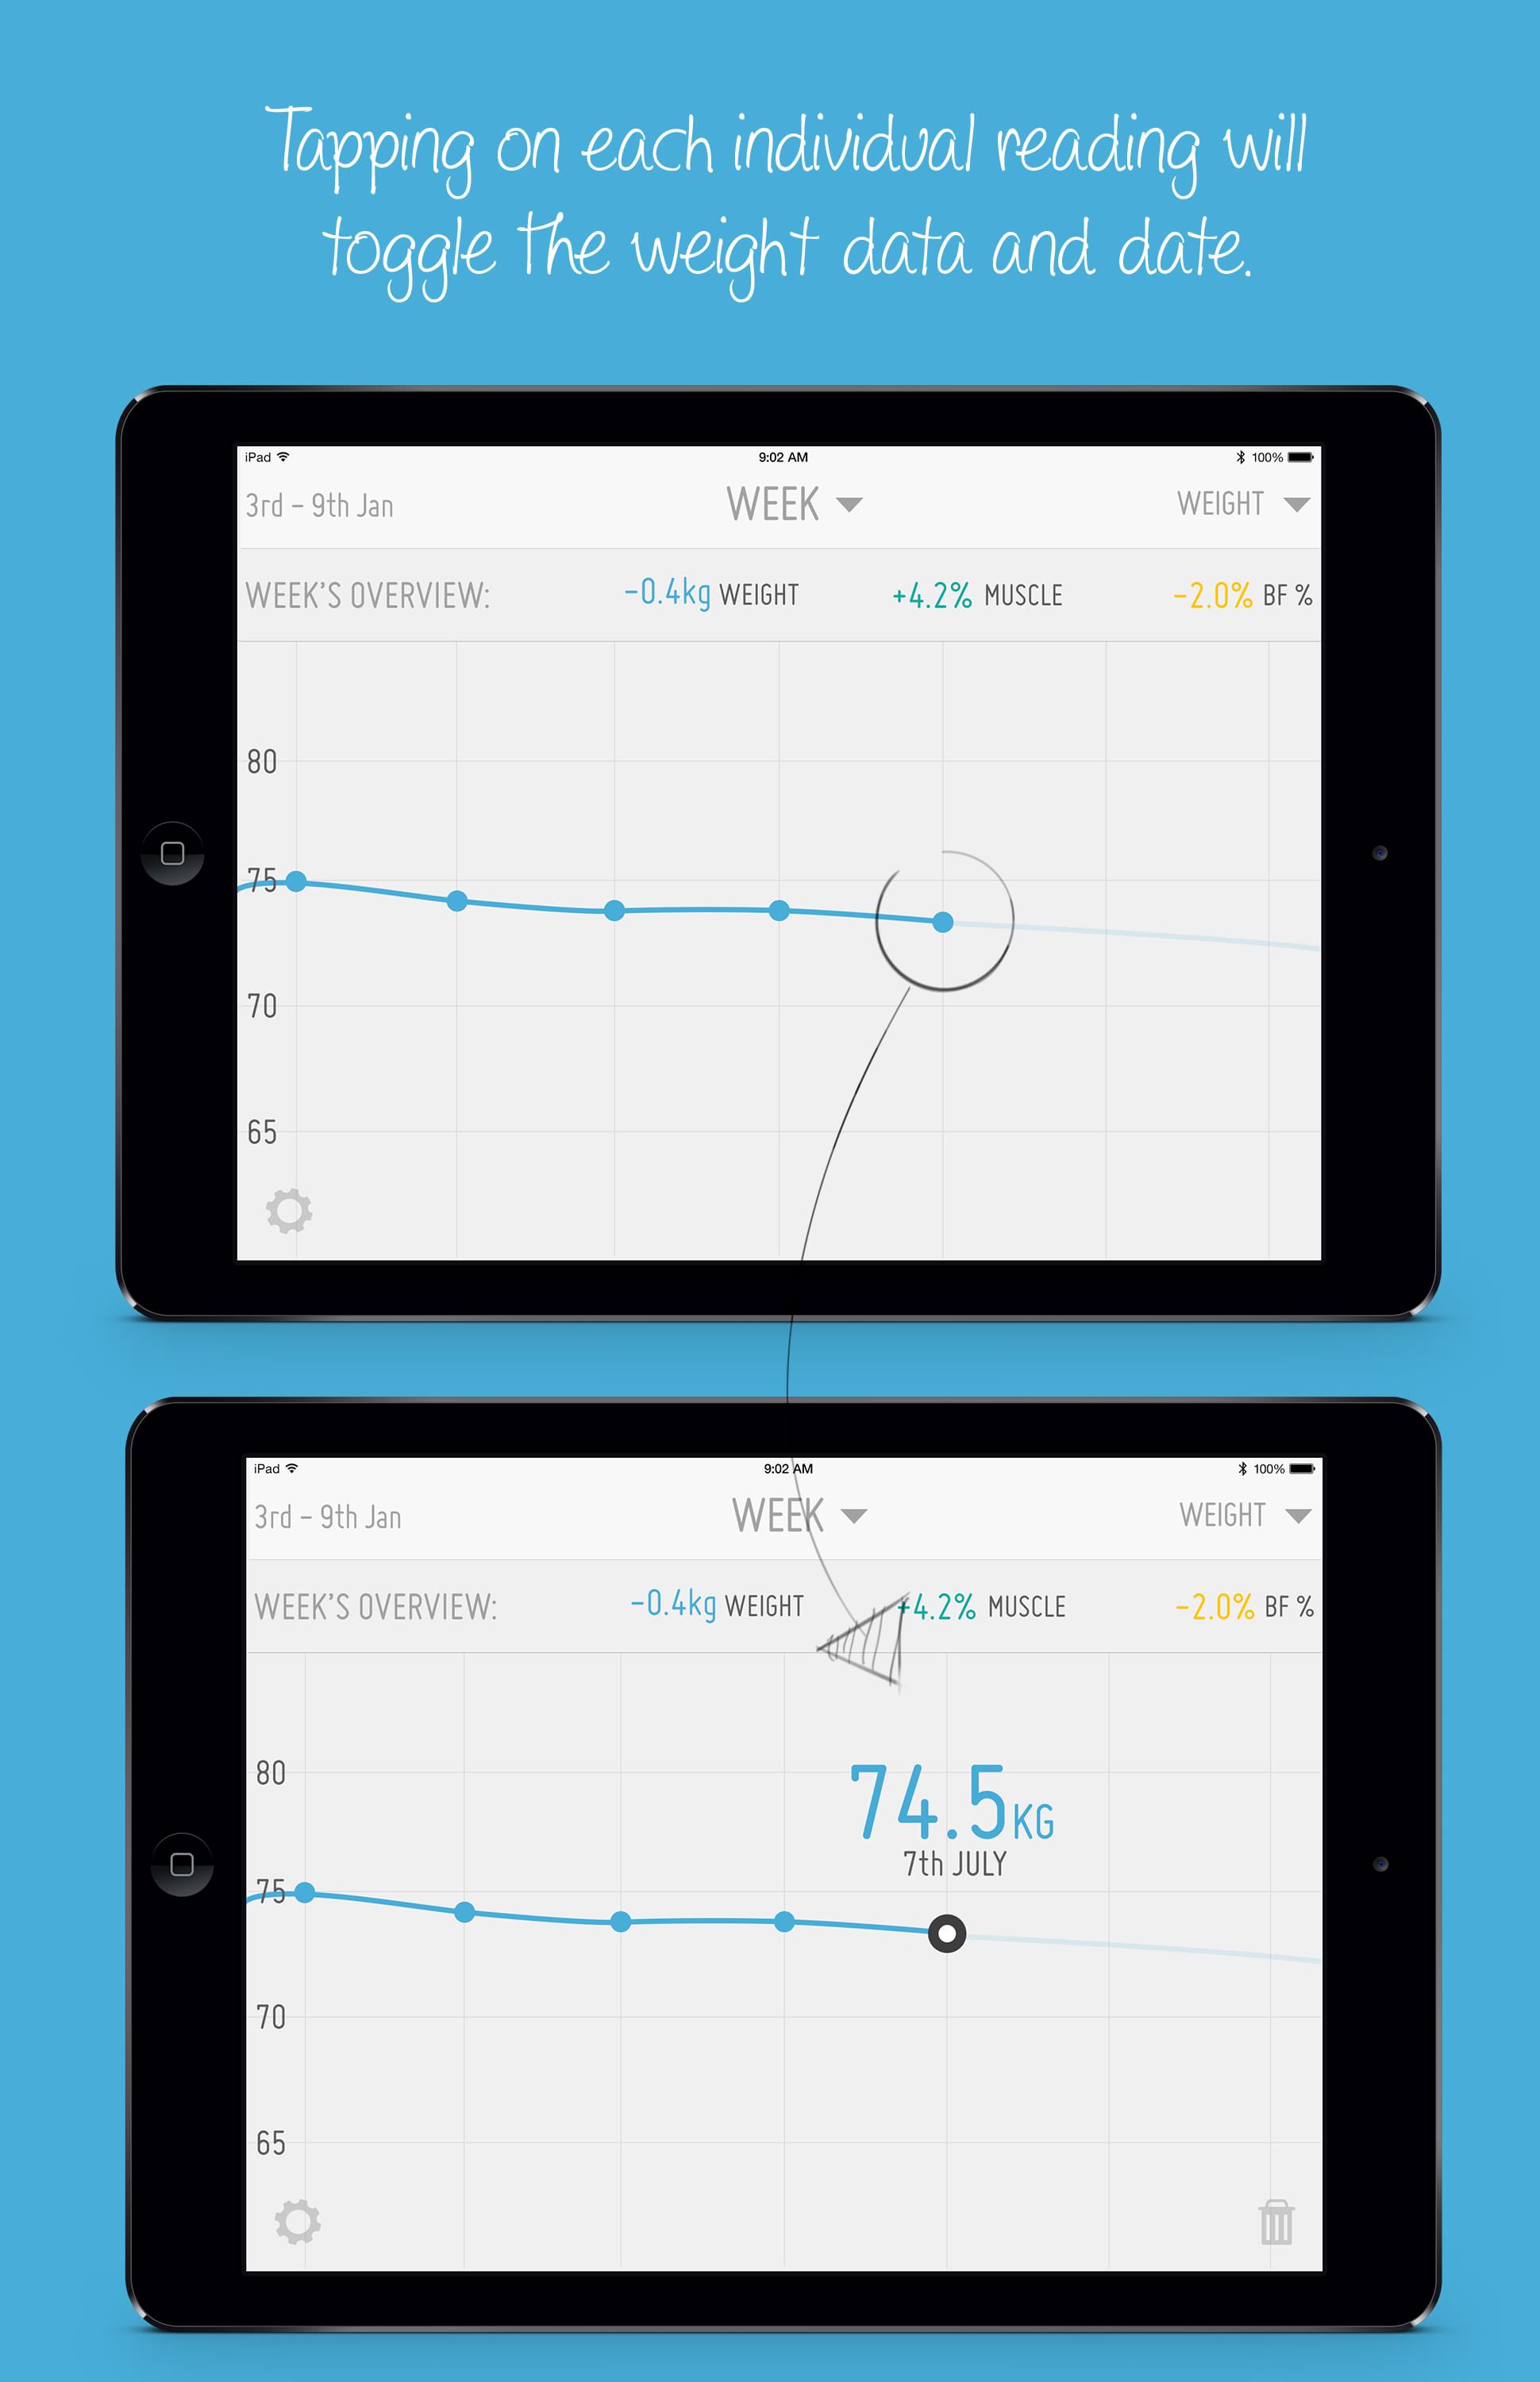 Tapping on each individual reading will
toggle the weight data and date.
iPad 9:02 AM 100%
3rd – 9th Jan WEEK WEIGHT
WEEK'S OVERVIEW: -0.4kg WEIGHT +4.2% MUSCLE -2.0% BF %
80
75
70
65
iPad 9:02 AM 100%
3rd – 9th Jan WEEK WEIGHT
WEEK'S OVERVIEW: -0.4kg WEIGHT +4.2% MUSCLE -2.0% BF %
80
74.5KG
7th JULY
75
70
65